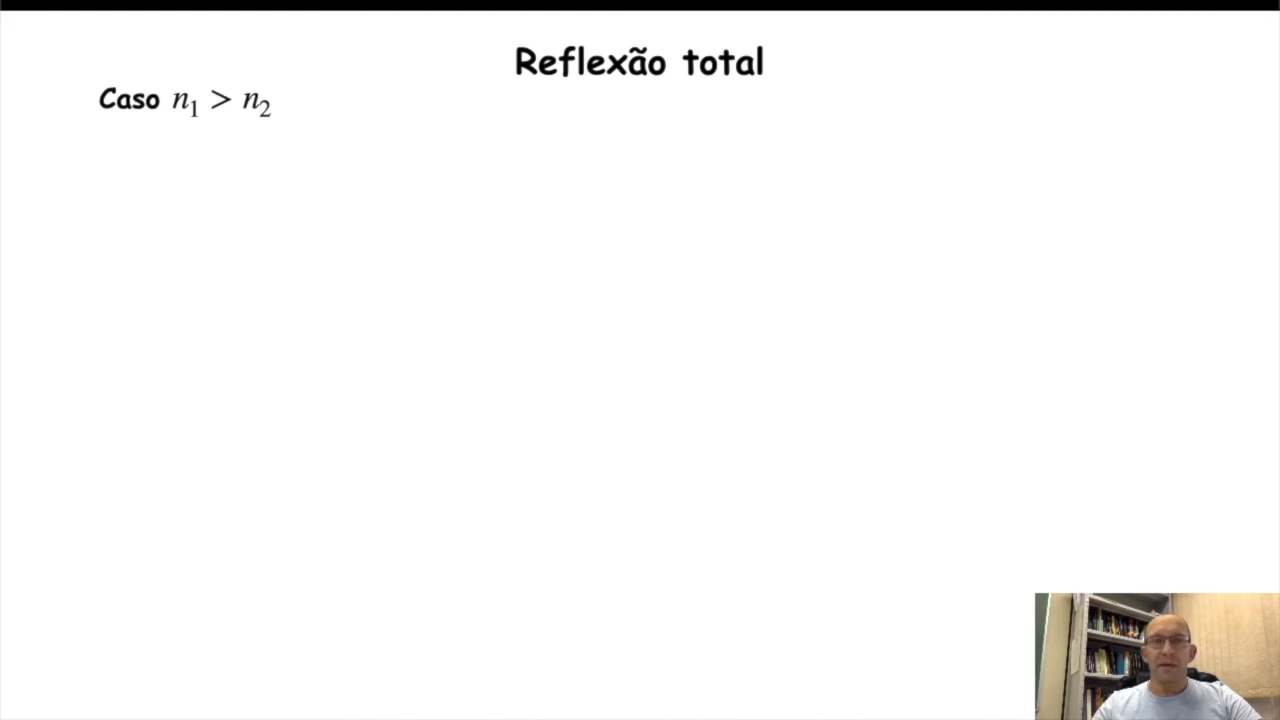 Reflexão total
Caso n₁ > n₂